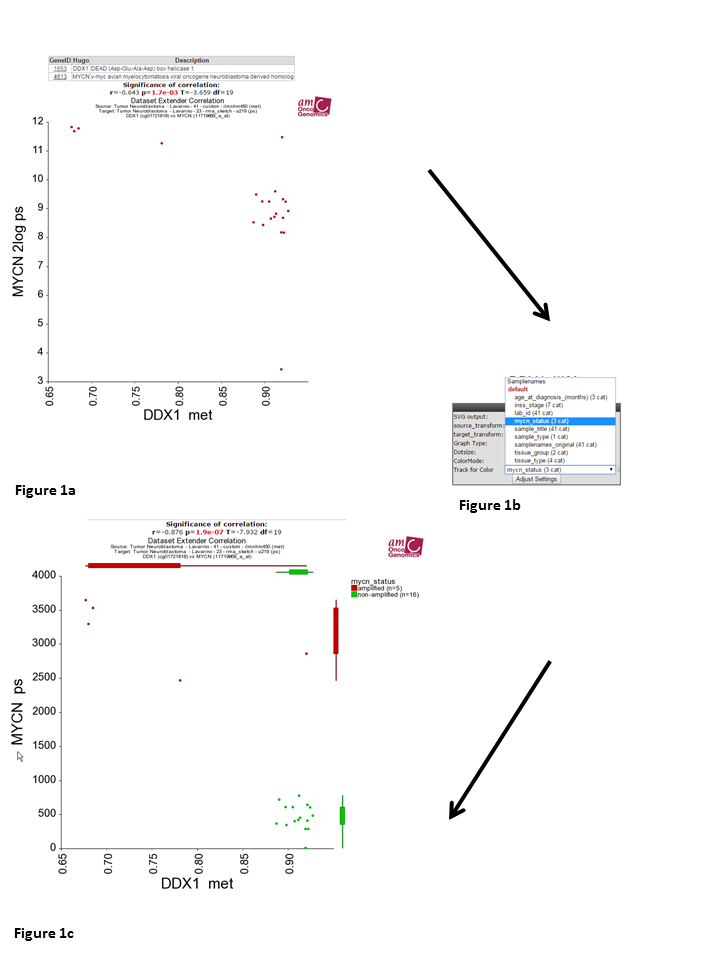 GeneID Hugo Description
1653 DDX1 DEAD (Asp-Glu-Ala-Asp) box helicase 1
4613 MYCN v-myc avian myelocytomatosis viral oncogene neuroblastoma derived homolog
Significance of correlation:
r=-0.643 p=1.7e-03 T=-3.659 df=19
Dataset Extender Correlation
Source: Tumor Neuroblastoma - Lavarino - 41 - custom - ilmnhm450 (met)
Target: Tumor Neuroblastoma - Lavarino - 23 - rma_sketch - u219 (ps)
DDX1 (cg01721818) vs MYCN (11719669_a_at)
amC
Onco
Genomics
MYCN 2log ps
12
11
10
9
8
7
6
5
4
3
0.65
0.70
0.75
0.80
0.85
0.90
DDX1 met
Figure 1a
Samplenames
default
age_at_diagnosis_(months) (3 cat)
inss_stage (7 cat)
lab_id (41 cat)
mycn_status (3 cat)
sample_title (41 cat)
sample_type (1 cat)
samplenames_original (41 cat)
tissue_group (2 cat)
tissue_type (4 cat)
SVG output:
source_transform:
target_transform:
Graph Type:
Dotsize:
ColorMode:
Track for Color mycn_status (3 cat)
Adjust Settings
Figure 1b
Significance of correlation:
r=-0.876 p=1.9e-07 T=-7.932 df=19
Dataset Extender Correlation
Source: Tumor Neuroblastoma - Lavarino - 41 - custom - ilmnhm450 (met)
Target: Tumor Neuroblastoma - Lavarino - 23 - rma_sketch - u219 (ps)
DDX1 (cg01721818) vs MYCN (11719669_a_at)
amC
Onco
Genomics
mycn_status
amplified (n=5)
non-amplified (n=16)
MYCN ps
4000
3500
3000
2500
2000
1500
1000
500
0
0.65
0.70
0.75
0.80
0.85
0.90
DDX1 met
Figure 1c